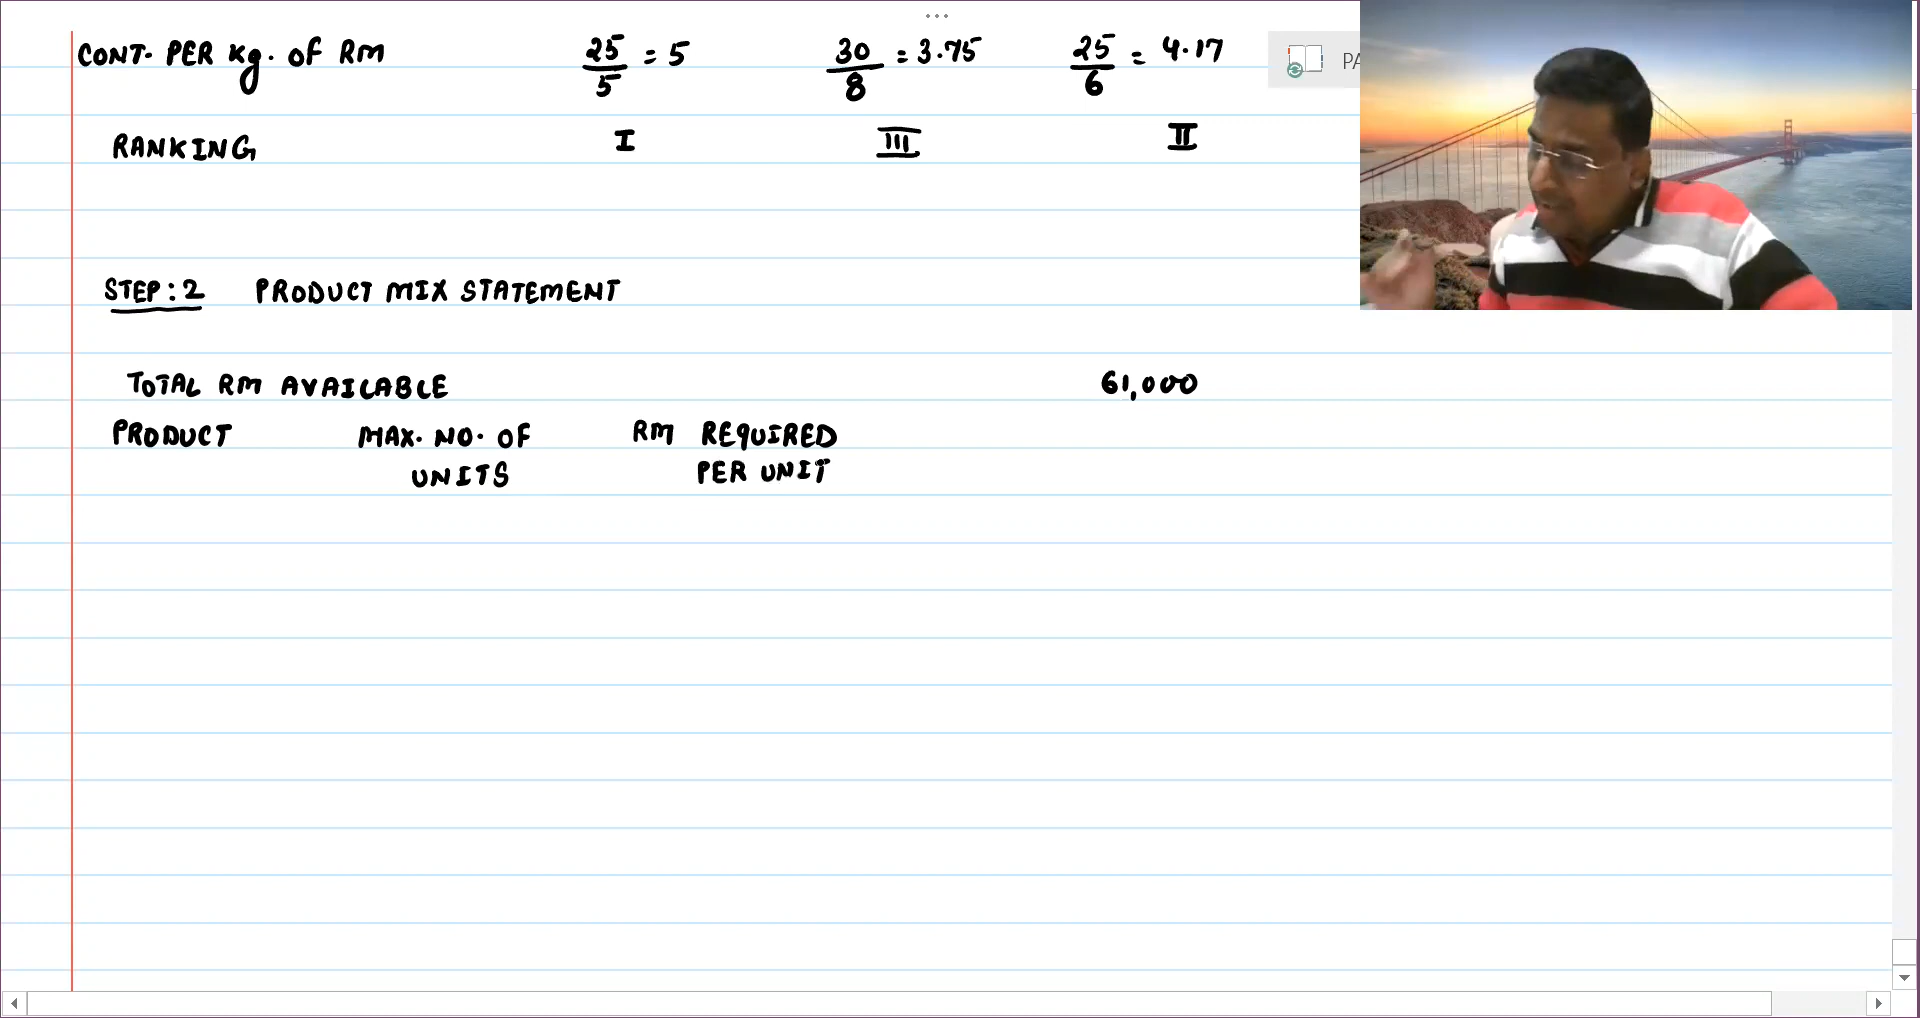 CONT. PER Kg. OF RM 25/5 = 5 30/8 = 3.75 25/6 = 4.17
PA
RANKING I III II
STEP:2 PRODUCT MIX STATEMENT
TOTAL RM AVAILABLE 61,000
PRODUCT MAX. NO. OF RM REQUIRED
UNITS PER UNIT